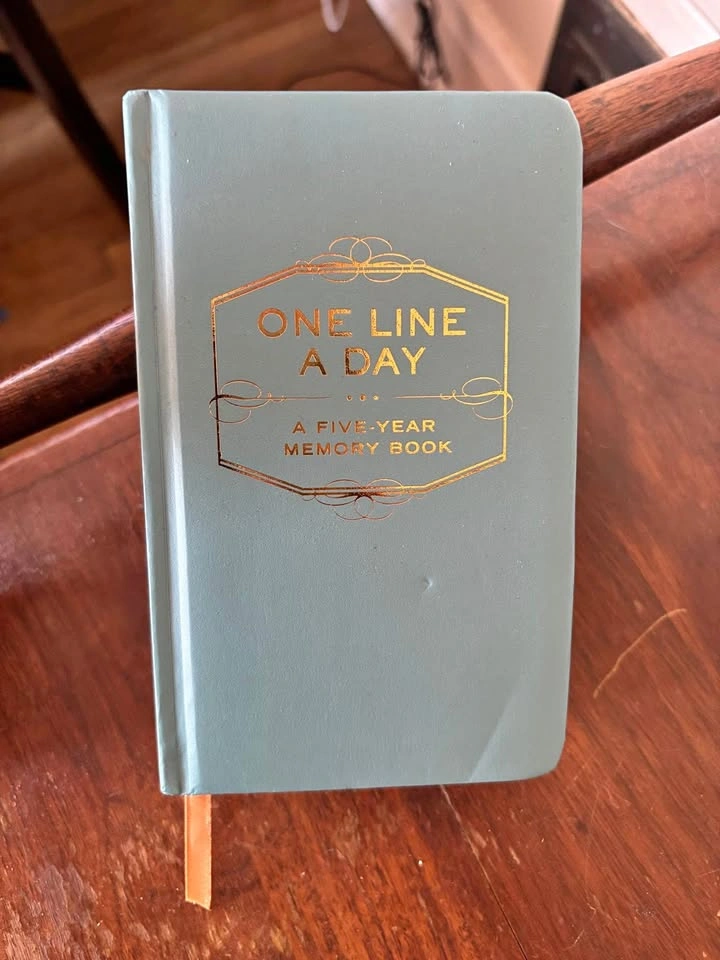 ONE LINE
A DAY
A FIVE-YEAR
MEMORY BOOK